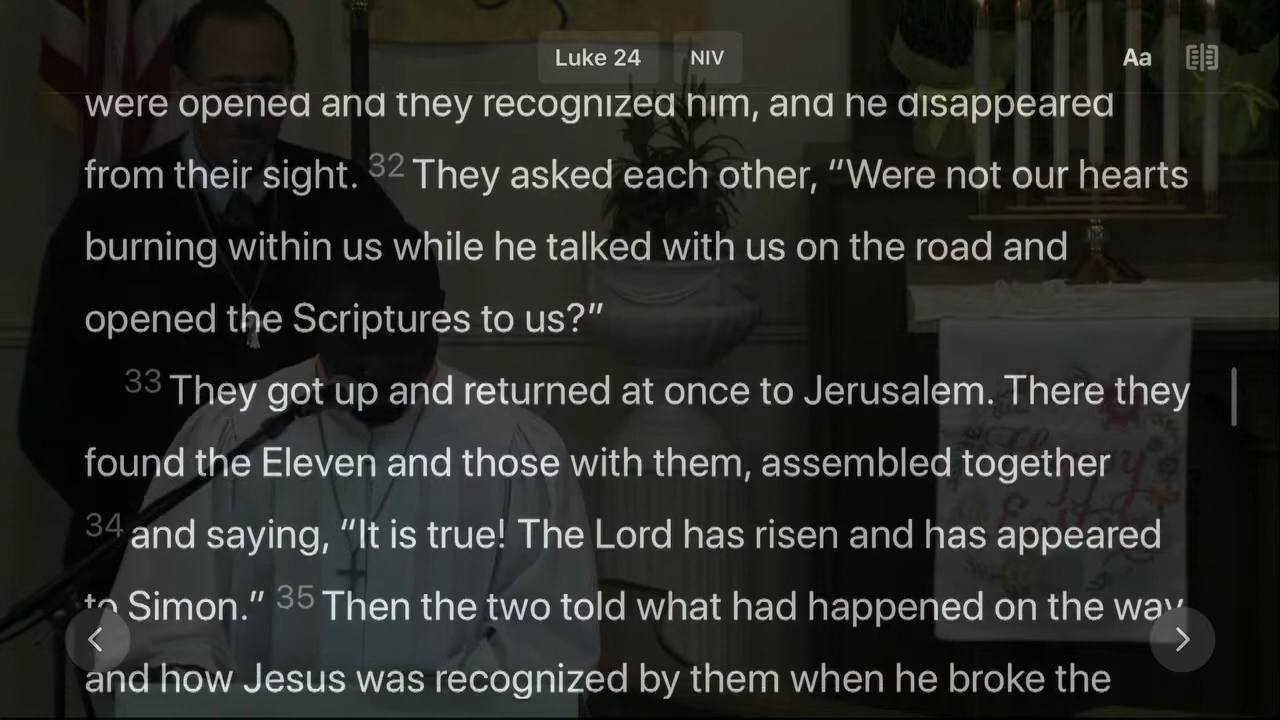 Luke 24 NIV Aa
were opened and they recognized him, and he disappeared
from their sight. 32 They asked each other, “Were not our hearts
burning within us while he talked with us on the road and
opened the Scriptures to us?”
33 They got up and returned at once to Jerusalem. There they
found the Eleven and those with them, assembled together
34 and saying, “It is true! The Lord has risen and has appeared
to Simon.” 35 Then the two told what had happened on the way,
and how Jesus was recognized by them when he broke the
Happy
Easter